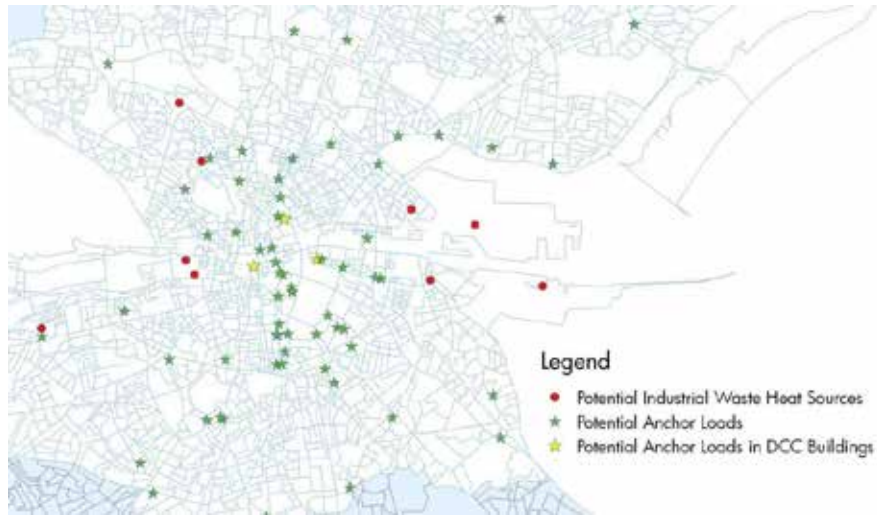 Legend
Potential Industrial Waste Heat Sources
Potential Anchor Loads
Potential Anchor Loads in DCC Buildings